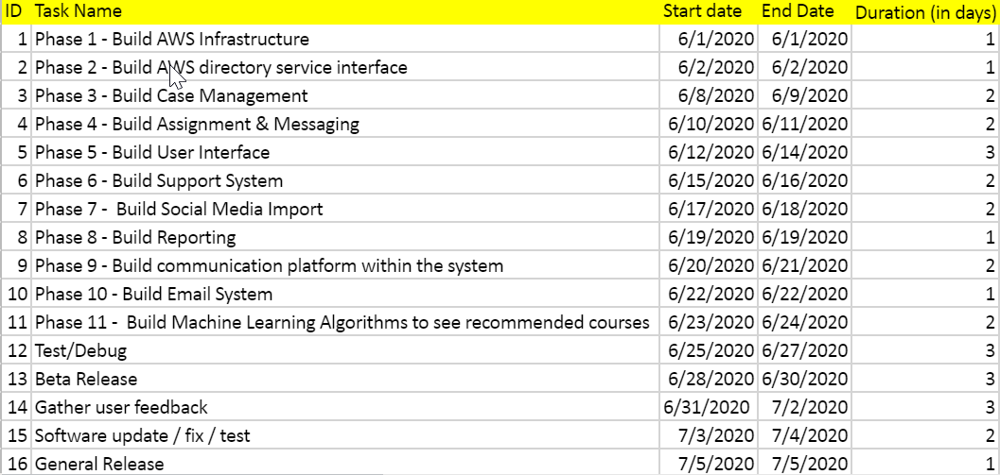 ID Task Name Start date End Date Duration (in days)
1 Phase 1 - Build AWS Infrastructure 6/1/2020 6/1/2020 1
2 Phase 2 - Build AWS directory service interface 6/2/2020 6/2/2020 1
3 Phase 3 - Build Case Management 6/8/2020 6/9/2020 2
4 Phase 4 - Build Assignment & Messaging 6/10/2020 6/11/2020 2
5 Phase 5 - Build User Interface 6/12/2020 6/14/2020 3
6 Phase 6 - Build Support System 6/15/2020 6/16/2020 2
7 Phase 7 -  Build Social Media Import 6/17/2020 6/18/2020 2
8 Phase 8 - Build Reporting 6/19/2020 6/19/2020 1
9 Phase 9 - Build communication platform within the system 6/20/2020 6/21/2020 2
10 Phase 10 - Build Email System 6/22/2020 6/22/2020 1
11 Phase 11 -  Build Machine Learning Algorithms to see recommended courses 6/23/2020 6/24/2020 2
12 Test/Debug 6/25/2020 6/27/2020 3
13 Beta Release 6/28/2020 6/30/2020 3
14 Gather user feedback 6/31/2020 7/2/2020 3
15 Software update / fix / test 7/3/2020 7/4/2020 2
16 General Release 7/5/2020 7/5/2020 1